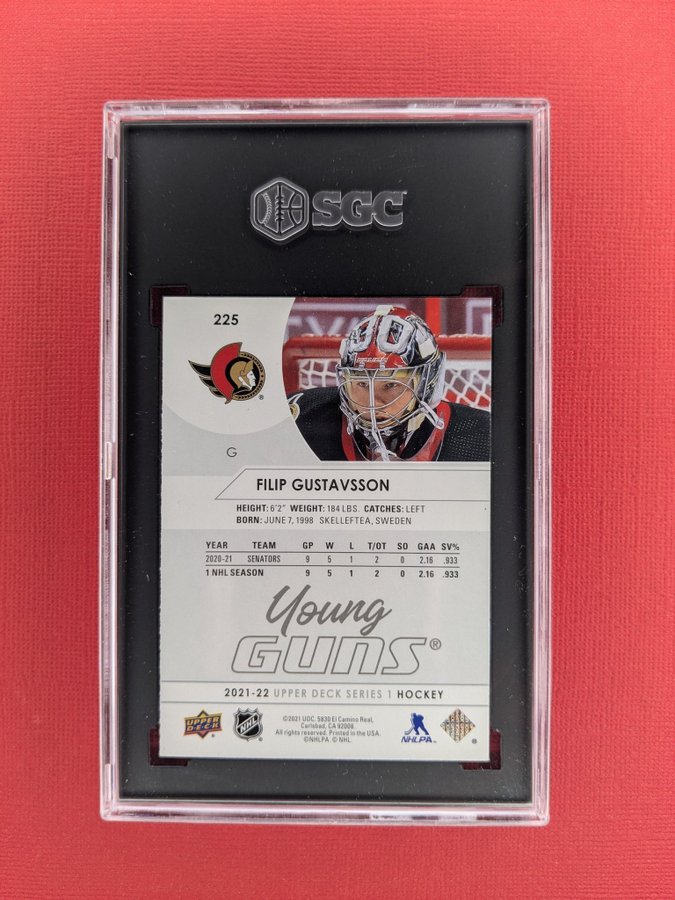 SGC
225
G
FILIP GUSTAVSSON
HEIGHT: 6'2" WEIGHT: 184 LBS. CATCHES: LEFT
BORN: JUNE 7, 1998 SKELLEFTEA, SWEDEN
YEAR TEAM GP W L T/OT SO GAA SV%
2020-21 SENATORS 9 5 1 2 0 2.16 .933
1 NHL SEASON 9 5 1 2 0 2.16 .933
Young
GUNS®
2021-22 UPPER DECK SERIES 1 HOCKEY
UPPER DECK
NHL
©2021 UDC. 5830 El Camino Real,
Carlsbad, CA 92008.
All rights reserved. Printed in the USA.
©NHLPA. © NHL.
NHLPA